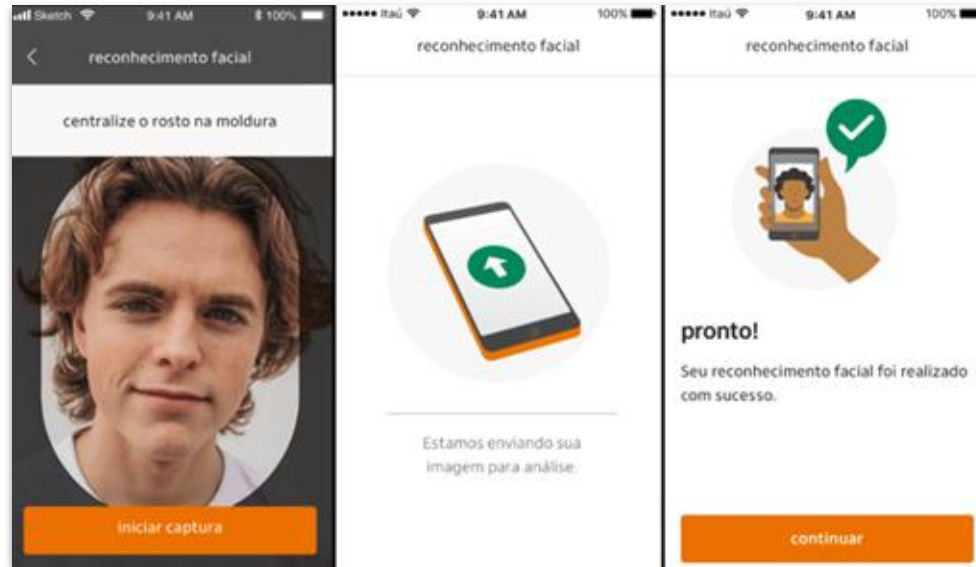 Sketch 9:41 AM 100%
reconhecimento facial
centralize o rosto na moldura
iniciar captura
Itaú 9:41 AM 100%
reconhecimento facial
Estamos enviando sua
imagem para análise.
Itaú 9:41 AM 100%
reconhecimento facial
pronto!
Seu reconhecimento facial foi realizado
com sucesso.
continuar